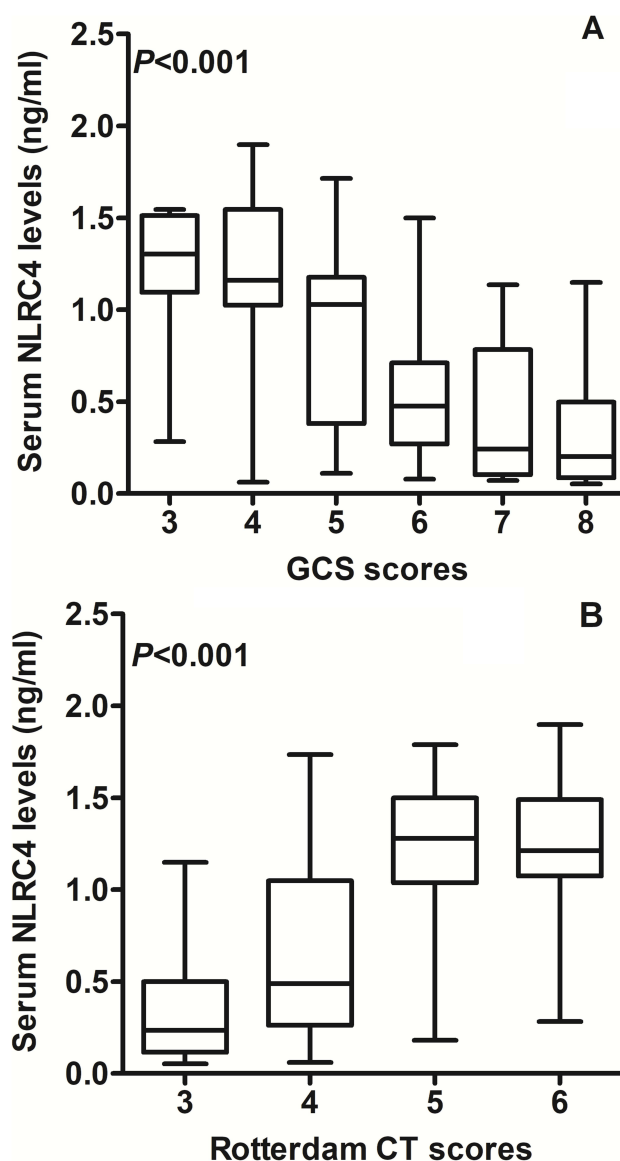 A
P<0.001
Serum NLRC4 levels (ng/ml)
2.5
2.0
1.5
1.0
0.5
0.0
3 4 5 6 7 8
GCS scores
B
P<0.001
Serum NLRC4 levels (ng/ml)
2.5
2.0
1.5
1.0
0.5
0.0
3 4 5 6
Rotterdam CT scores